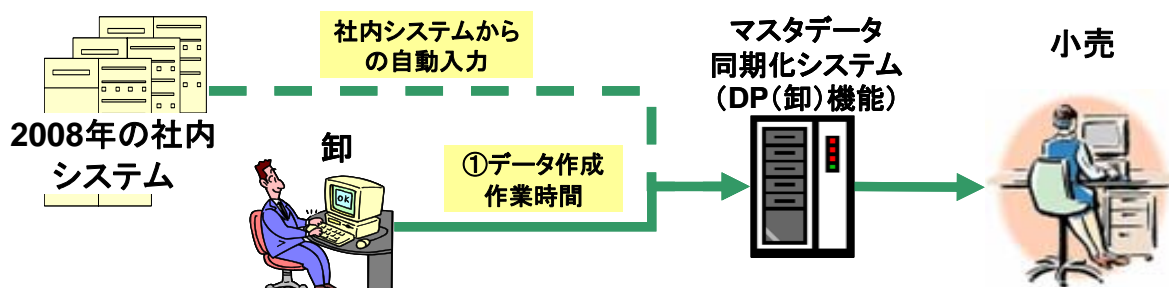 社内システムから
の自動入力
マスタデータ
同期化システム
（DP（卸）機能）
小売
2008年の社内
システム
卸
①データ作成
作業時間
OK